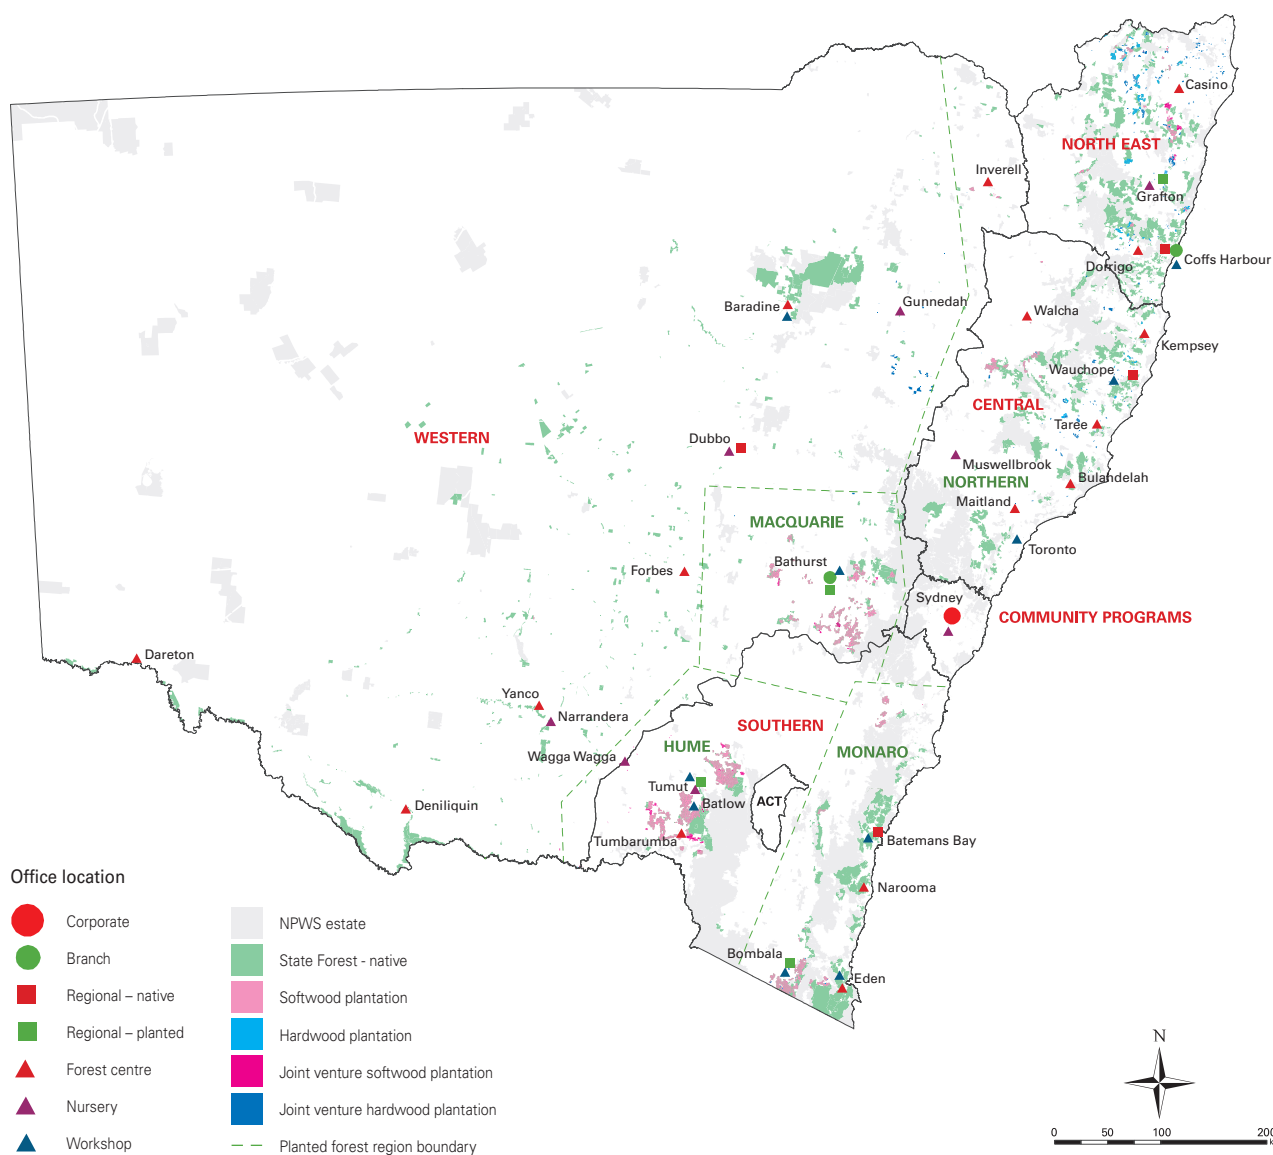 Casino
NORTH EAST
Inverell
Grafton
Dorrigo
Coffs Harbour
Baradine
Gunnedah
Walcha
Kempsey
Wauchope
CENTRAL
WESTERN
Dubbo
Taree
Muswellbrook
NORTHERN
Bulandelah
Maitland
MACQUARIE
Toronto
Bathurst
Forbes
Sydney
COMMUNITY PROGRAMS
Dareton
Yanco
Narrandera
SOUTHERN
HUME
MONARO
Wagga Wagga
Tumut
Batlow
ACT
Deniliquin
Tumbarumba
Batemans Bay
Narooma
Bombala
Eden
Office location
Corporate
Branch
Regional – native
Regional – planted
Forest centre
Nursery
Workshop
NPWS estate
State Forest - native
Softwood plantation
Hardwood plantation
Joint venture softwood plantation
Joint venture hardwood plantation
Planted forest region boundary
N
0 50 100 200